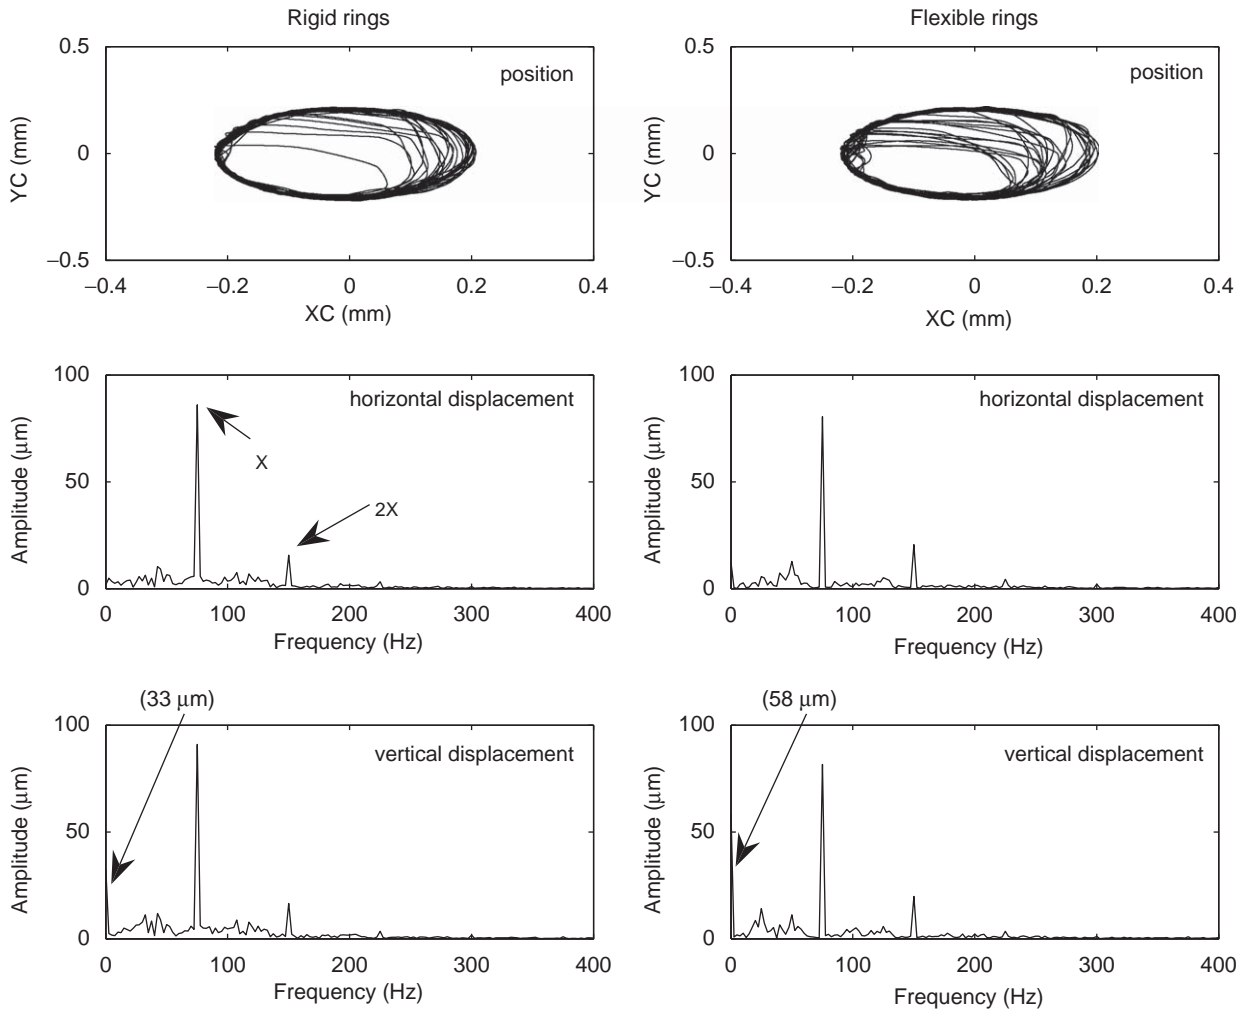 Rigid rings
Flexible rings
0.5
position
YC (mm)
0
−0.5
−0.4 −0.2 0 0.2 0.4
XC (mm)
0.5
position
YC (mm)
0
−0.5
−0.4 −0.2 0 0.2 0.4
XC (mm)
100
horizontal displacement
Amplitude (μm)
X
50
2X
0
0 100 200 300 400
Frequency (Hz)
100
horizontal displacement
Amplitude (μm)
50
0
0 100 200 300 400
Frequency (Hz)
(33 μm)
100
vertical displacement
Amplitude (μm)
50
0
0 100 200 300 400
Frequency (Hz)
(58 μm)
100
vertical displacement
Amplitude (μm)
50
0
0 100 200 300 400
Frequency (Hz)